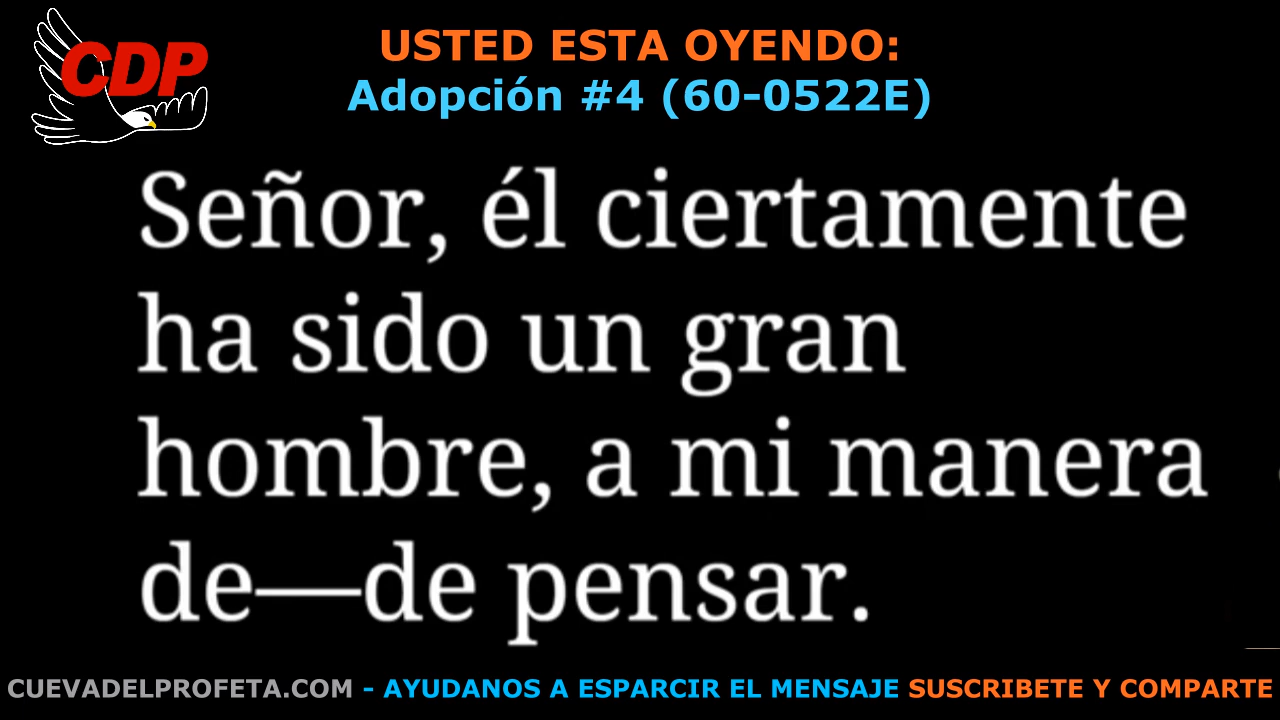 CDP
USTED ESTA OYENDO:
Adopción #4 (60-0522E)
Señor, él ciertamente
ha sido un gran
hombre, a mi manera
de—de pensar.
CUEVADELPROFETA.COM - AYUDANOS A ESPARCIR EL MENSAJE SUSCRIBETE Y COMPARTE